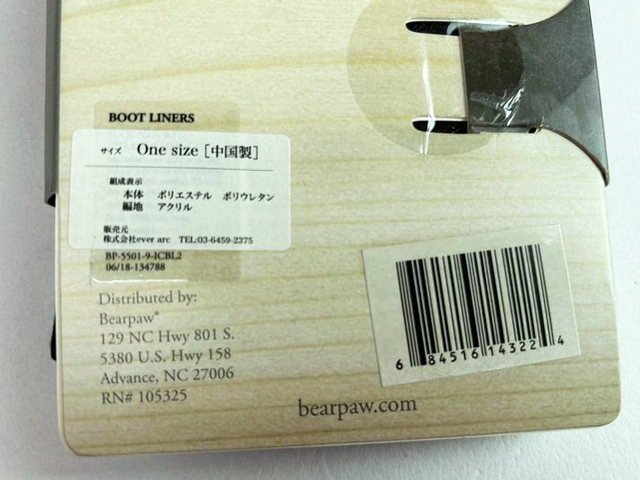 BOOT LINERS
サイズ One size [中国製]
組成表示
本体 ポリエステル ポリウレタン
編地 アクリル
販売元
株式会社ever arc TEL:03-6459-2375
BP-5501-9-ICBL2
06/18-134788
Distributed by:
Bearpaw®
129 NC Hwy 801 S.
5380 U.S. Hwy 158
Advance, NC 27006
RN# 105325
6 84516 14322 4
bearpaw.com